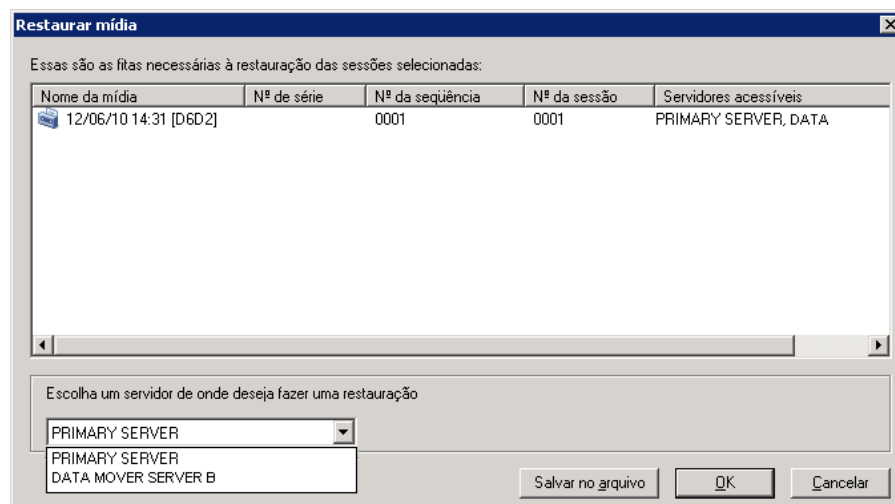 Restaurar mídia
Essas são as fitas necessárias à restauração das sessões selecionadas:
Nome da mídia Nº de série Nº da seqüência Nº da sessão Servidores acessíveis
12/06/10 14:31 [D6D2] 0001 0001 PRIMARY SERVER, DATA
Escolha um servidor de onde deseja fazer uma restauração
PRIMARY SERVER
PRIMARY SERVER
DATA MOVER SERVER B
Salvar no arquivo OK Cancelar